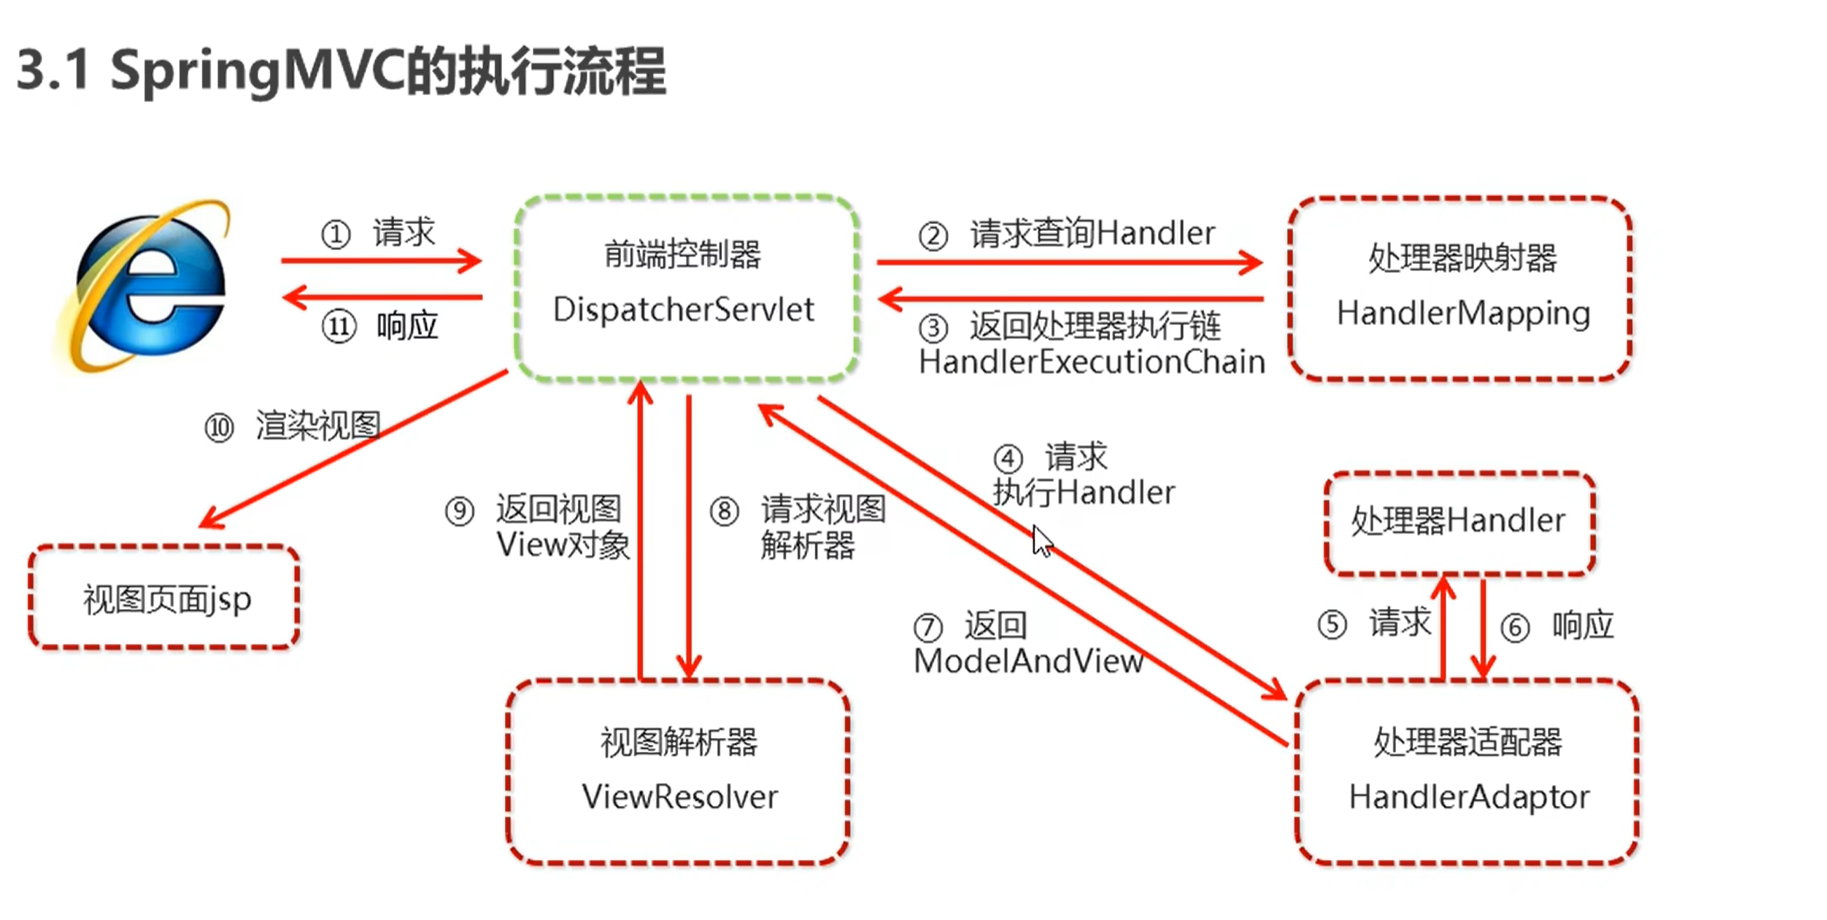 3.1 SpringMVC的执行流程
① 请求
⑪ 响应
前端控制器
DispatcherServlet
② 请求查询Handler
③ 返回处理器执行链
HandlerExecutionChain
处理器映射器
HandlerMapping
⑩ 渲染视图
视图页面jsp
⑨ 返回视图
View对象
⑧ 请求视图
解析器
④ 请求
执行Handler
⑦ 返回
ModelAndView
处理器Handler
⑤ 请求
⑥ 响应
视图解析器
ViewResolver
处理器适配器
HandlerAdaptor